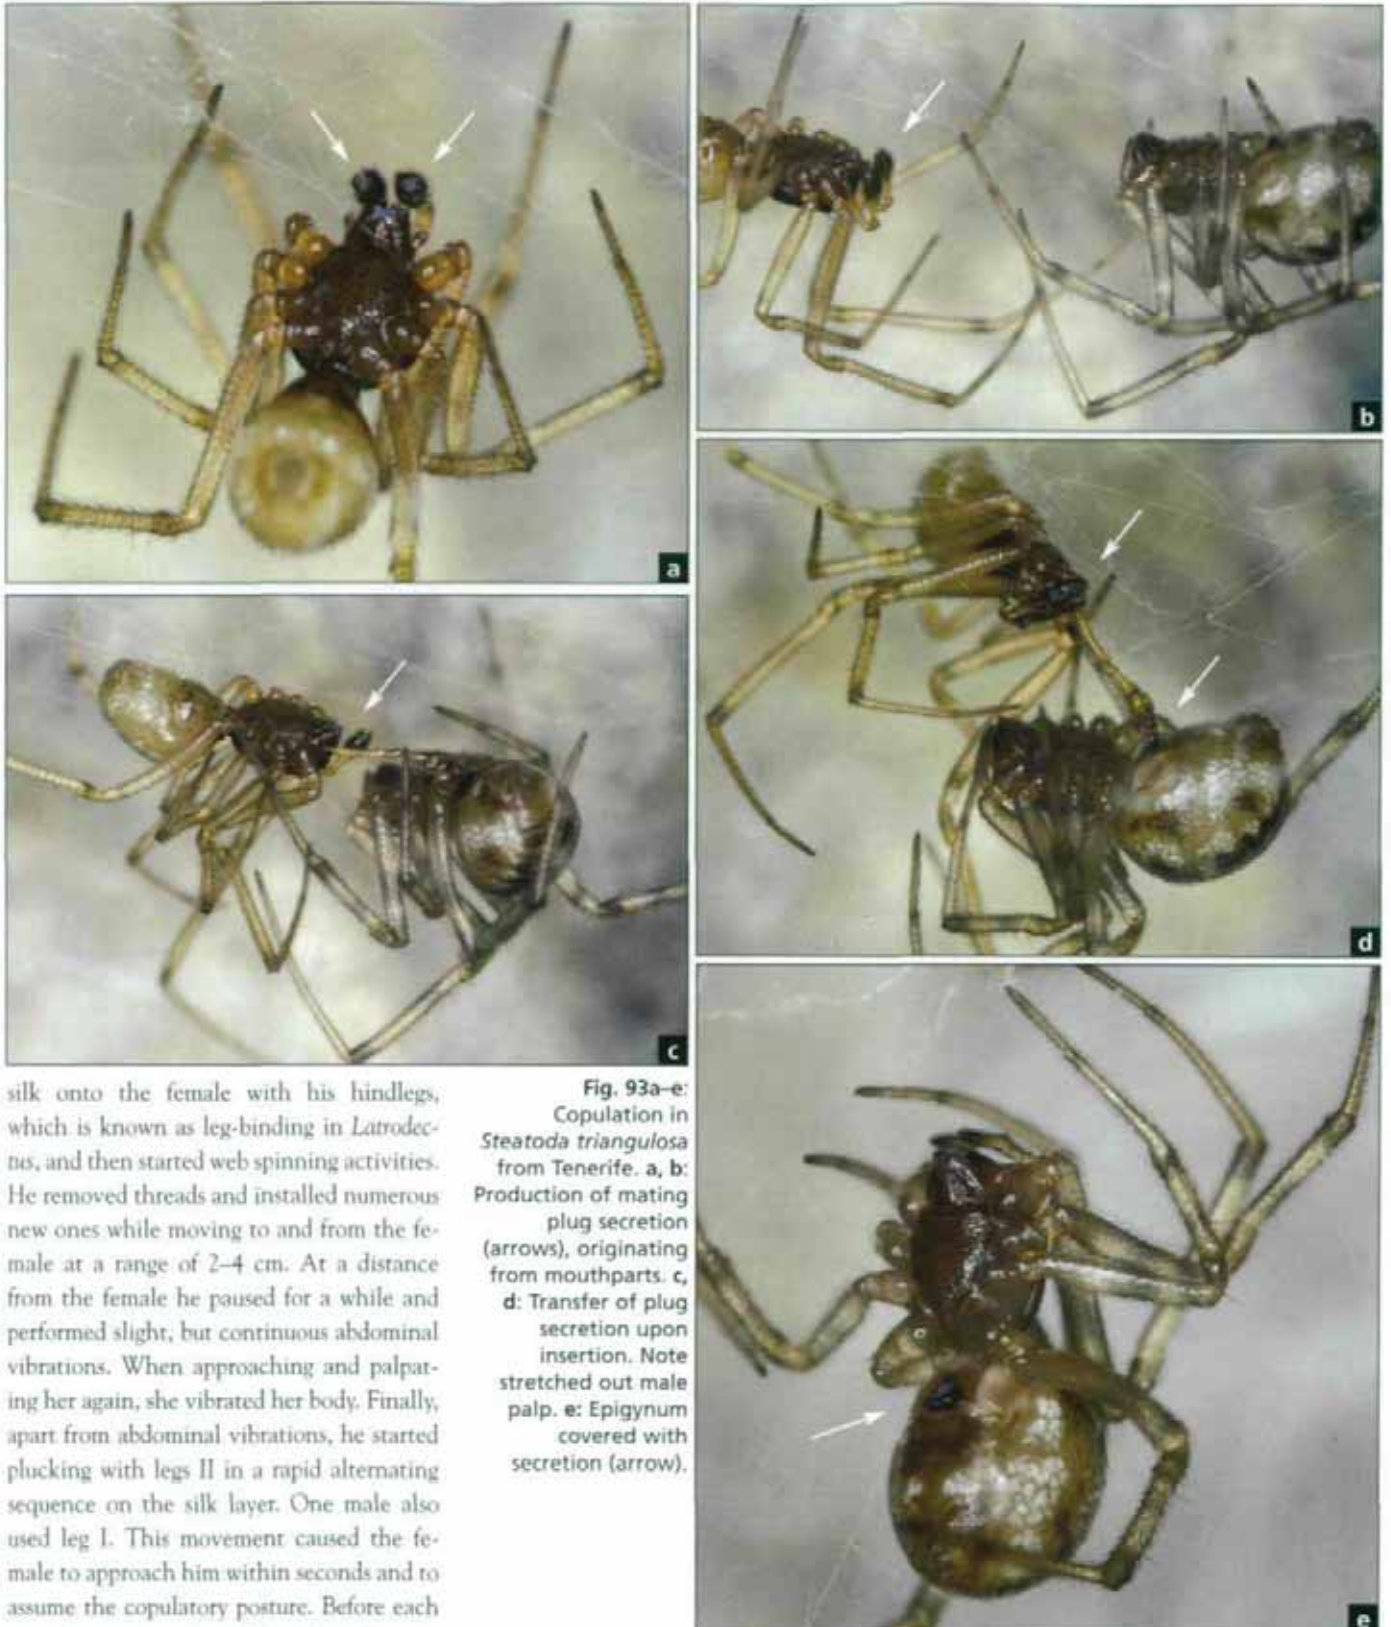 a
b
c
d
e
silk onto the female with his hindlegs,
which is known as leg-binding in Latrodec-
tus, and then started web spinning activities.
He removed threads and installed numerous
new ones while moving to and from the fe-
male at a range of 2–4 cm. At a distance
from the female he paused for a while and
performed slight, but continuous abdominal
vibrations. When approaching and palpat-
ing her again, she vibrated her body. Finally,
apart from abdominal vibrations, he started
plucking with legs II in a rapid alternating
sequence on the silk layer. One male also
used leg I. This movement caused the fe-
male to approach him within seconds and to
assume the copulatory posture. Before each
Fig. 93a–e:
Copulation in
Steatoda triangulosa
from Tenerife. a, b:
Production of mating
plug secretion
(arrows), originating
from mouthparts. c,
d: Transfer of plug
secretion upon
insertion. Note
stretched out male
palp. e: Epigynum
covered with
secretion (arrow).